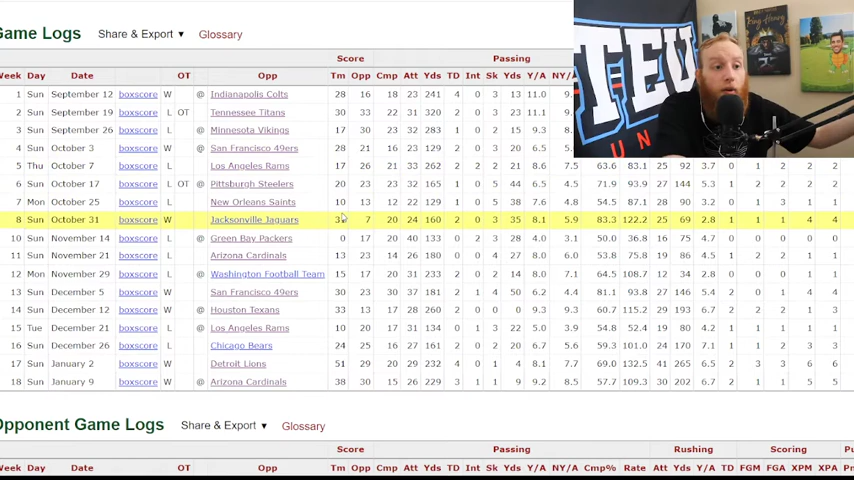 Game Logs Share & Export ▼ Glossary
Score Passing
Week Day Date OT Opp Tm Opp Cmp Att Yds TD Int Sk Yds Y/A NY/A
1 Sun September 12 boxscore W @ Indianapolis Colts 28 16 18 23 241 4 0 3 13 11.0 9.
2 Sun September 19 boxscore L OT Tennessee Titans 30 33 22 31 320 2 0 3 23 11.1 9.
3 Sun September 26 boxscore L @ Minnesota Vikings 17 30 23 32 283 1 0 2 15 9.3 8.
4 Sun October 3 boxscore W @ San Francisco 49ers 28 21 16 23 130 2 0 3 20 6.5
5 Thu October 7 boxscore L Los Angeles Rams 17 26 21 33 262 2 2 2 21 8.6 7.5 63.6 83.1 25 92 3.7 0 1 2 2 2
6 Sun October 17 boxscore L OT @ Pittsburgh Steelers 20 23 23 32 165 1 0 5 44 6.5 4.5 71.9 93.9 27 144 5.3 1 2 2 2
7 Mon October 25 boxscore L New Orleans Saints 10 13 12 22 129 1 0 5 38 7.6 4.8 54.5 87.1 28 90 3.2 0 1 3 1 1
8 Sun October 31 boxscore W Jacksonville Jaguars 7 20 24 160 2 0 3 35 8.1 5.9 83.3 122.2 25 69 2.8 1 1 1 4 4
10 Sun November 14 boxscore L @ Green Bay Packers 0 17 20 40 133 0 2 3 28 4.0 3.1 50.0 36.8 16 75 4.7 0 0 0 0 0
11 Sun November 21 boxscore L Arizona Cardinals 13 23 14 26 180 0 0 4 27 8.0 6.0 53.8 75.8 19 86 4.5 1 2 2 1 1
12 Mon November 29 boxscore L @ Washington Football Team 15 17 20 31 233 2 0 2 14 8.0 7.1 64.5 108.7 12 34 2.8 0 0 1 1
13 Sun December 5 boxscore W San Francisco 49ers 30 23 30 37 181 2 1 4 50 6.2 4.4 81.1 93.8 27 146 5.4 2 0 1 4 4
14 Sun December 12 boxscore W @ Houston Texans 33 13 17 28 260 2 0 0 0 9.3 9.3 60.7 115.2 29 193 6.7 2 2 2 1 3
15 Tue December 21 boxscore L @ Los Angeles Rams 10 20 17 31 134 0 1 3 22 5.0 3.9 54.8 52.4 19 80 4.2 1 1 1 1 1
16 Sun December 26 boxscore L Chicago Bears 24 25 16 27 161 2 0 3 20 6.7 5.6 59.3 101.0 24 170 7.1 1 1 2 3 3
17 Sun January 2 boxscore W Detroit Lions 51 29 20 29 232 4 0 1 4 8.1 7.7 69.0 132.5 41 265 6.5 2 3 3 6 6
18 Sun January 9 boxscore W @ Arizona Cardinals 38 30 15 26 229 3 1 1 9 9.2 8.5 57.7 109.3 30 202 6.7 2 1 1 5 5
Opponent Game Logs Share & Export ▼ Glossary
Score Passing Rushing Scoring
Week Day Date OT Opp Tm Opp Cmp Att Yds TD Int Sk Yds Y/A NY/A Cmp% Rate Att Yds Y/A TD FGM FGA XPM XPA